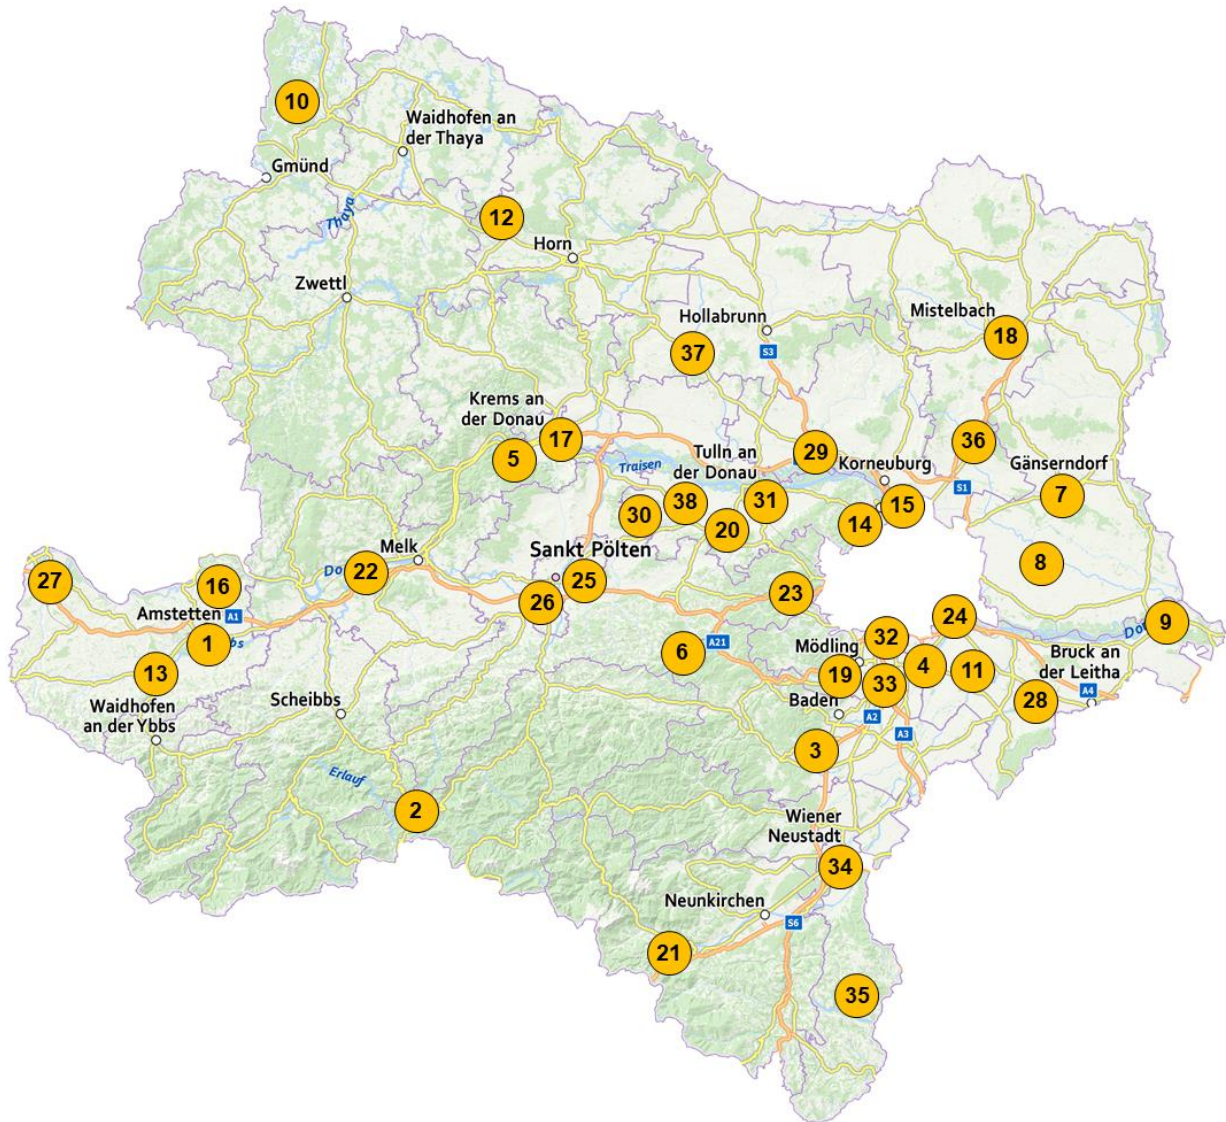 10
Waidhofen an
der Thaya
Gmünd
Thaya
12
Horn
Zwettl
Hollabrunn
Mistelbach
18
S3
37
Krems an
der Donau
17
5
Traisen
Tulln an
der Donau
29
Korneuburg
36
S1
Gänserndorf
7
30
38
31
20
14
15
8
Sankt Pölten
Melk
Do
22
25
26
27
16
Amstetten
A1
bs
1
13
Waidhofen
an der Ybbs
Scheibbs
Erlauf
2
23
6
A21
24
32
Mödling
4
19
33
11
Baden
A2
A3
Do
9
Bruck an
der Leitha
A4
28
3
Wiener
Neustadt
34
Neunkirchen
S6
21
35